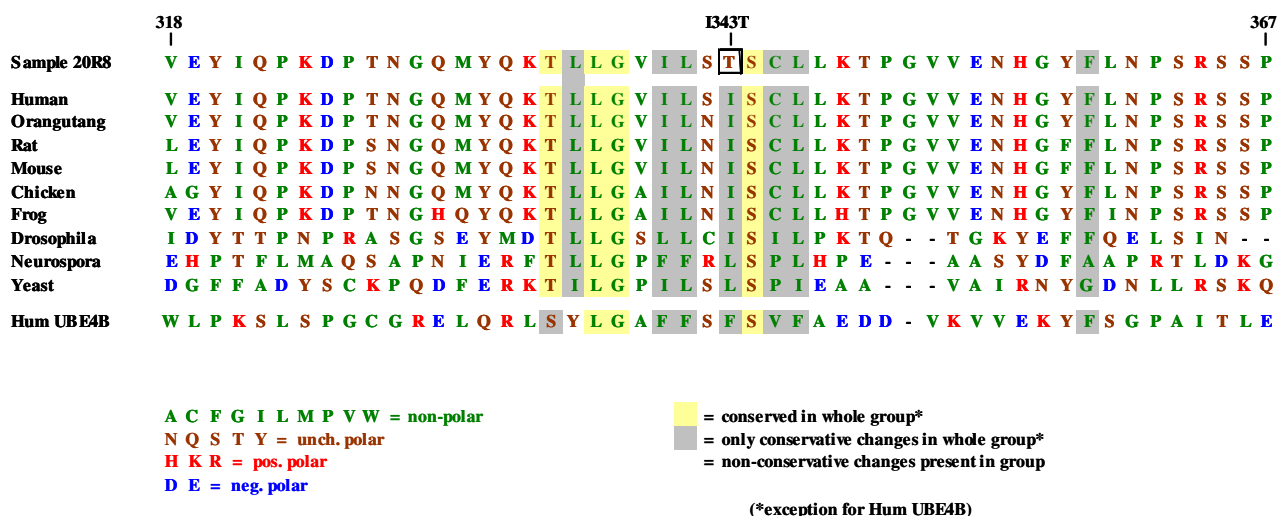 318 I343T 367
Sample 20R8 V E Y I Q P K D P T N G Q M Y Q K T L L G V I L S T S C L L K T P G V V E N H G Y F L N P S R S S P
Human V E Y I Q P K D P T N G Q M Y Q K T L L G V I L S I S C L L K T P G V V E N H G Y F L N P S R S S P
Orangutang V E Y I Q P K D P T N G Q M Y Q K T L L G V I L N I S C L L K T P G V V E N H G Y F L N P S R S S P
Rat L E Y I Q P K D P S N G Q M Y Q K T L L G V I L N I S C L L K T P G V V E N H G F F L N P S R S S P
Mouse L E Y I Q P K D P S N G Q M Y Q K T L L G V I L N I S C L L K T P G V V E N H G F F L N P S R S S P
Chicken A G Y I Q P K D P N N G Q M Y Q K T L L G A I L N I S C L L K T P G V V E N H G Y F L N P S R S S P
Frog V E Y I Q P K D P T N G H Q Y Q K T L L G A I L N I S C L L H T P G V V E N H G Y F I N P S R S S P
Drosophila I D Y T T P N P R A S G S E Y M D T L L G S L L C I S I L P K T Q - - T G K Y E F F Q E L S I N - -
Neurospora E H P T F L M A Q S A P N I E R F T L L G P F F R L S P L H P E - - - A A S Y D F A A P R T L D K G
Yeast D G F F A D Y S C K P Q D F E R K T I L G P I L S L S P I E A A - - - V A I R N Y G D N L L R S K Q
Hum UBE4B W L P K S L S P G C G R E L Q R L S Y L G A F F S F S V F A E D D - V K V V E K Y F S G P A I T L E
A C F G I L M P V W = non-polar
N Q S T Y = unch. polar
H K R = pos. polar
D E = neg. polar
= conserved in whole group*
= only conservative changes in whole group*
= non-conservative changes present in group
(*exception for Hum UBE4B)